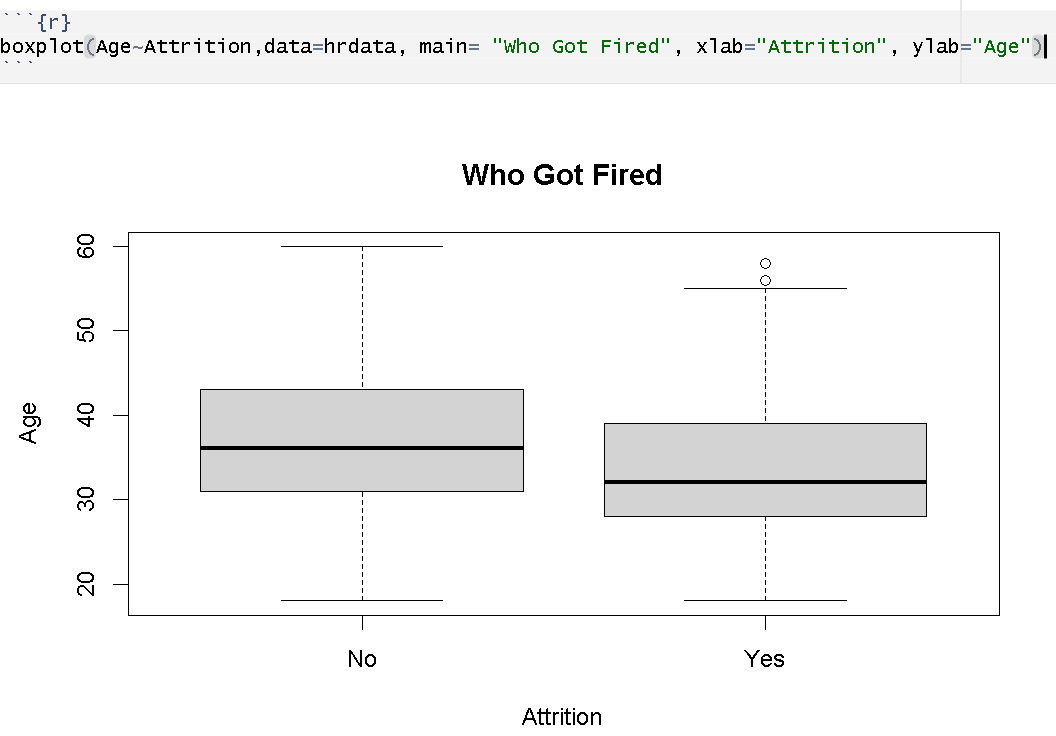 ```{r}
boxplot(Age~Attrition,data=hrdata, main= "Who Got Fired", xlab="Attrition", ylab="Age")
```
Who Got Fired
60
50
40
30
20
Age
No Yes
Attrition